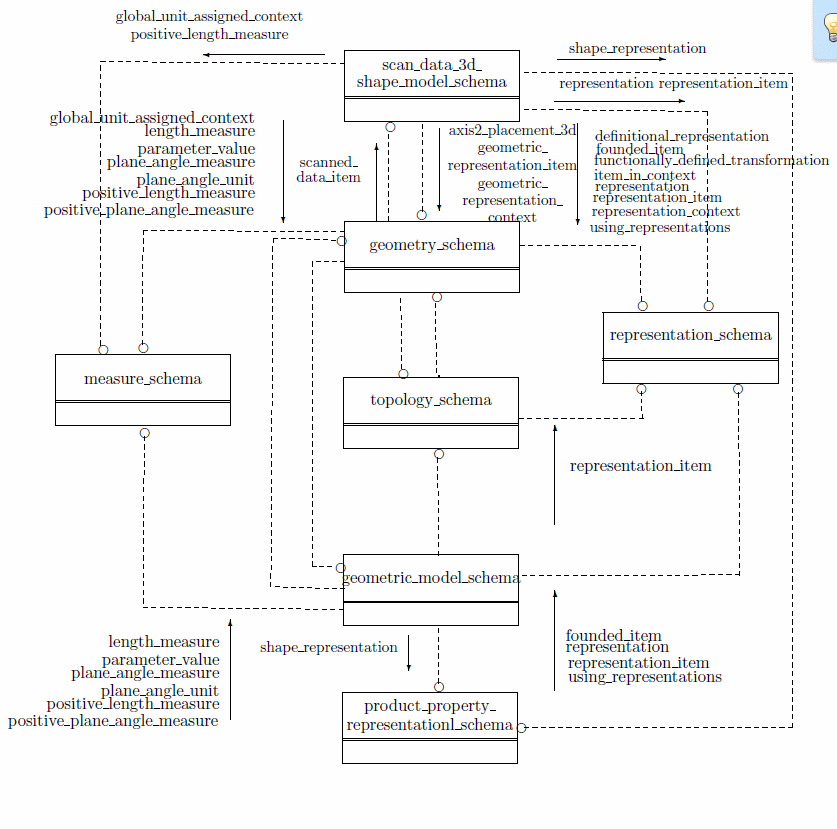 global_unit_assigned_context
positive_length_measure
scan_data_3d_
shape_model_schema
shape_representation
representation representation_item
global_unit_assigned_context
length_measure
parameter_value
plane_angle_measure
plane_angle_unit
positive_length_measure
positive_plane_angle_measure
scanned_
data_item
axis2_placement_3d
geometric_
representation_item
geometric_
representation_
context
definitional_representation
founded_item
functionally_defined_transformation
item_in_context
representation
representation_item
representation_context
using_representations
geometry_schema
representation_schema
measure_schema
topology_schema
representation_item
geometric_model_schema
length_measure
parameter_value
plane_angle_measure
plane_angle_unit
positive_length_measure
positive_plane_angle_measure
shape_representation
founded_item
representation
representation_item
using_representations
product_property_
representationl_schema